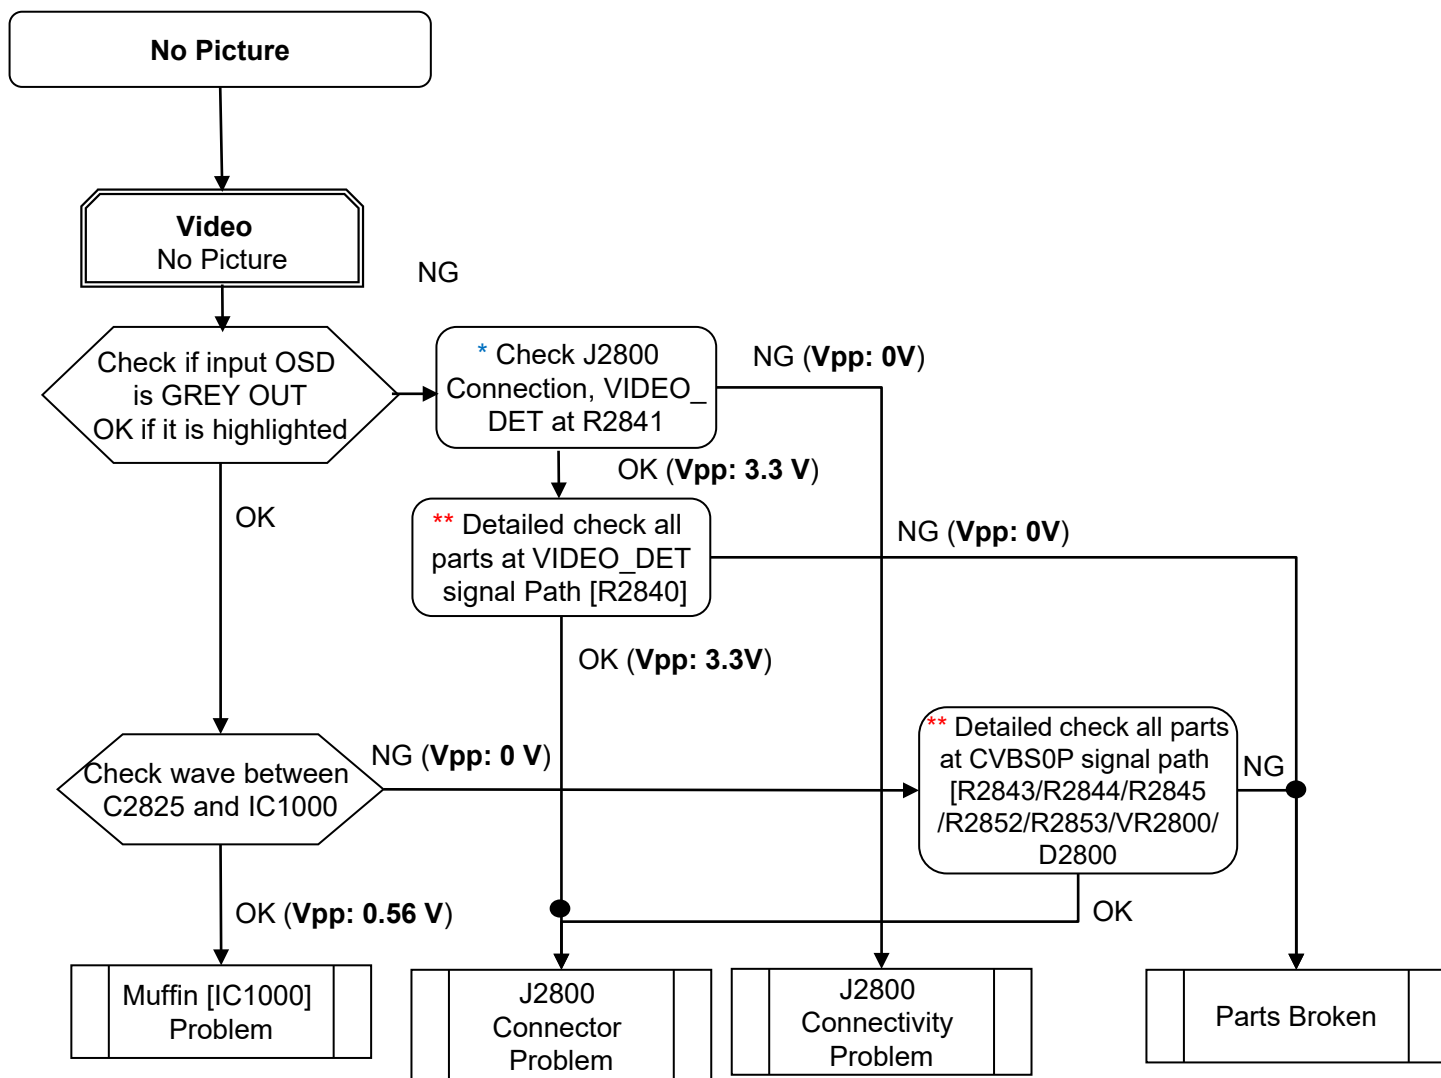 No Picture
Video
No Picture
NG
Check if input OSD
is GREY OUT
OK if it is highlighted
* Check J2800
Connection, VIDEO_
DET at R2841
NG (Vpp: 0V)
OK (Vpp: 3.3 V)
OK
** Detailed check all
parts at VIDEO_DET
signal Path [R2840]
NG (Vpp: 0V)
OK (Vpp: 3.3V)
Check wave between
C2825 and IC1000
NG (Vpp: 0 V)
** Detailed check all parts
at CVBS0P signal path
[R2843/R2844/R2845
/R2852/R2853/VR2800/
D2800
NG
OK (Vpp: 0.56 V)
OK
Muffin [IC1000]
Problem
J2800
Connector
Problem
J2800
Connectivity
Problem
Parts Broken